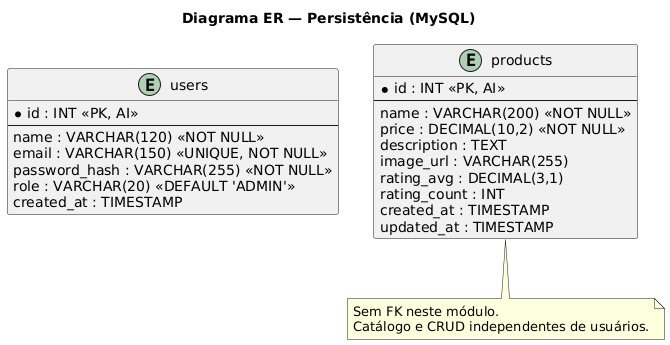 Diagrama ER — Persistência (MySQL)
E users
id : INT «PK, AI»
name : VARCHAR(120) «NOT NULL»
email : VARCHAR(150) «UNIQUE, NOT NULL»
password_hash : VARCHAR(255) «NOT NULL»
role : VARCHAR(20) «DEFAULT 'ADMIN'»
created_at : TIMESTAMP
E products
id : INT «PK, AI»
name : VARCHAR(200) «NOT NULL»
price : DECIMAL(10,2) «NOT NULL»
description : TEXT
image_url : VARCHAR(255)
rating_avg : DECIMAL(3,1)
rating_count : INT
created_at : TIMESTAMP
updated_at : TIMESTAMP
Sem FK neste módulo.
Catálogo e CRUD independentes de usuários.